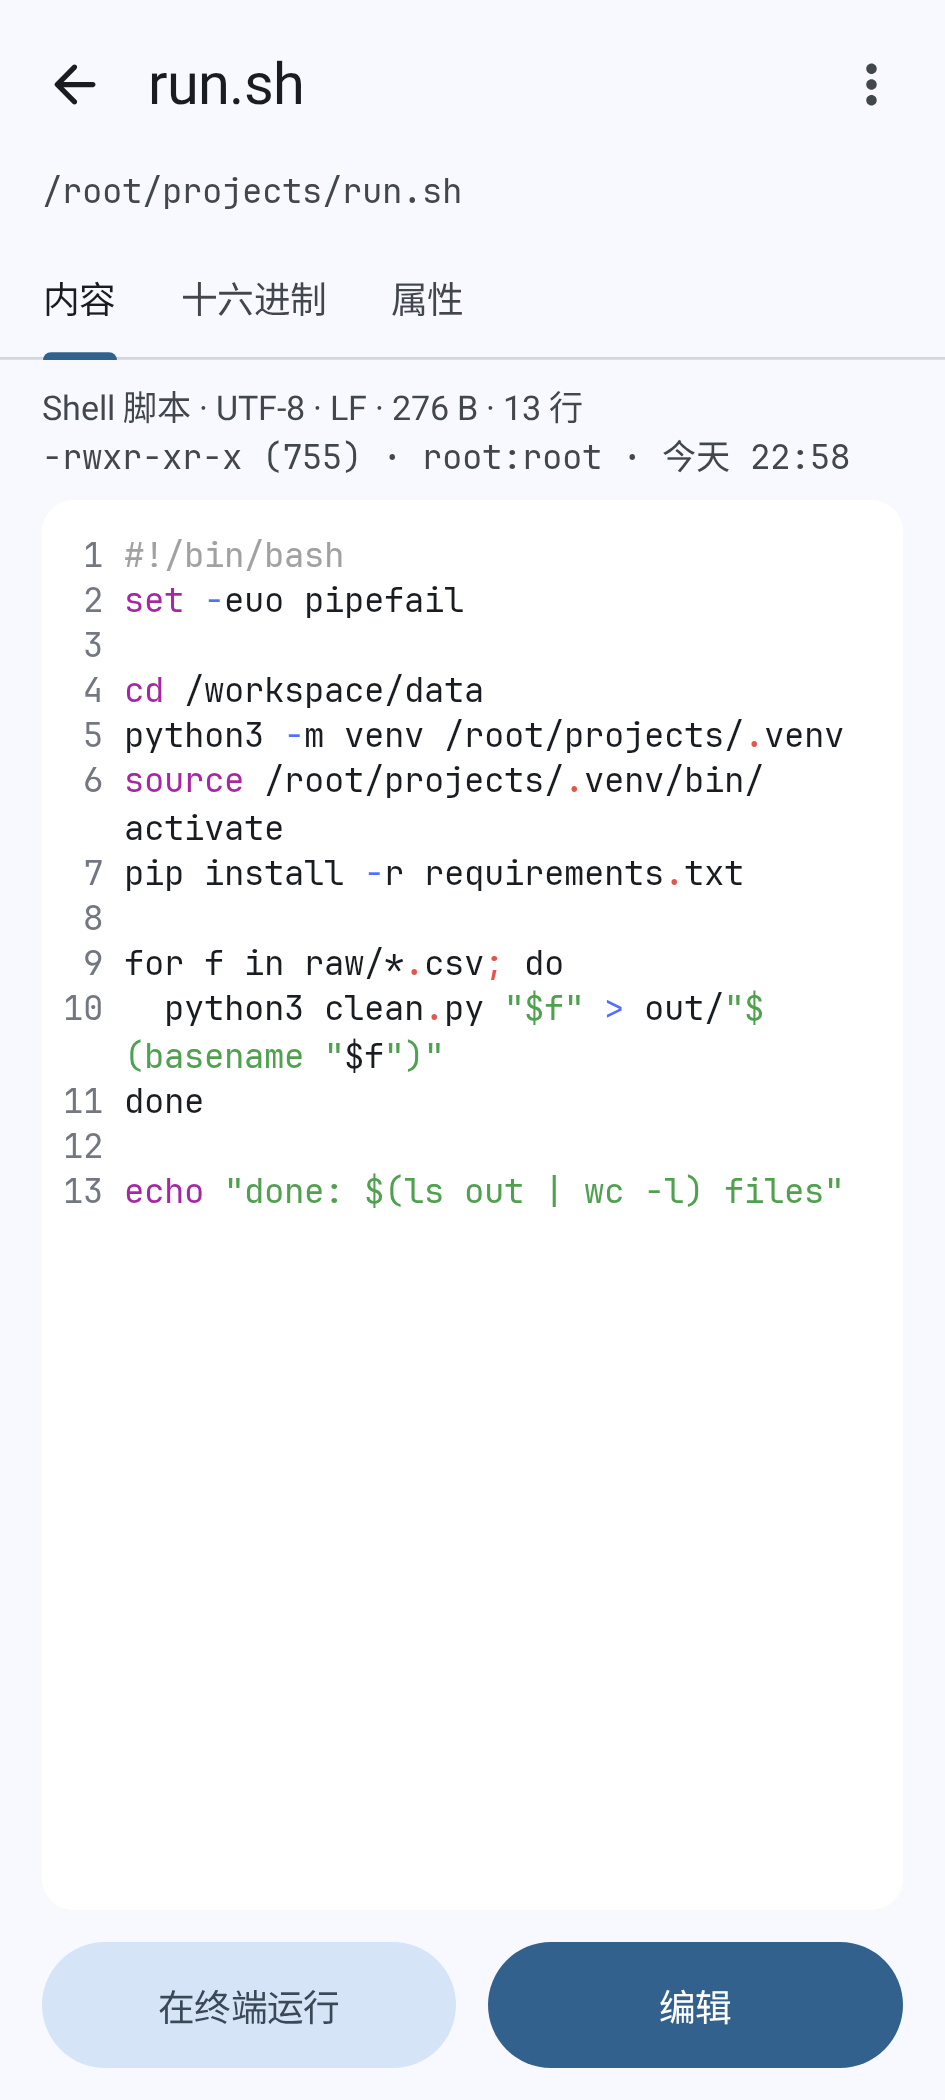 run.sh
/root/projects/run.sh
内容 十六进制 属性
Shell 脚本 · UTF-8 · LF · 276 B · 13 行
-rwxr-xr-x (755) · root:root · 今天 22:58
1 #!/bin/bash
2 set -euo pipefail
3
4 cd /workspace/data
5 python3 -m venv /root/projects/.venv
6 source /root/projects/.venv/bin/
activate
7 pip install -r requirements.txt
8
9 for f in raw/*.csv; do
10   python3 clean.py "$f" > out/"$
(basename "$f")"
11 done
12
13 echo "done: $(ls out | wc -l) files"
在终端运行 编辑